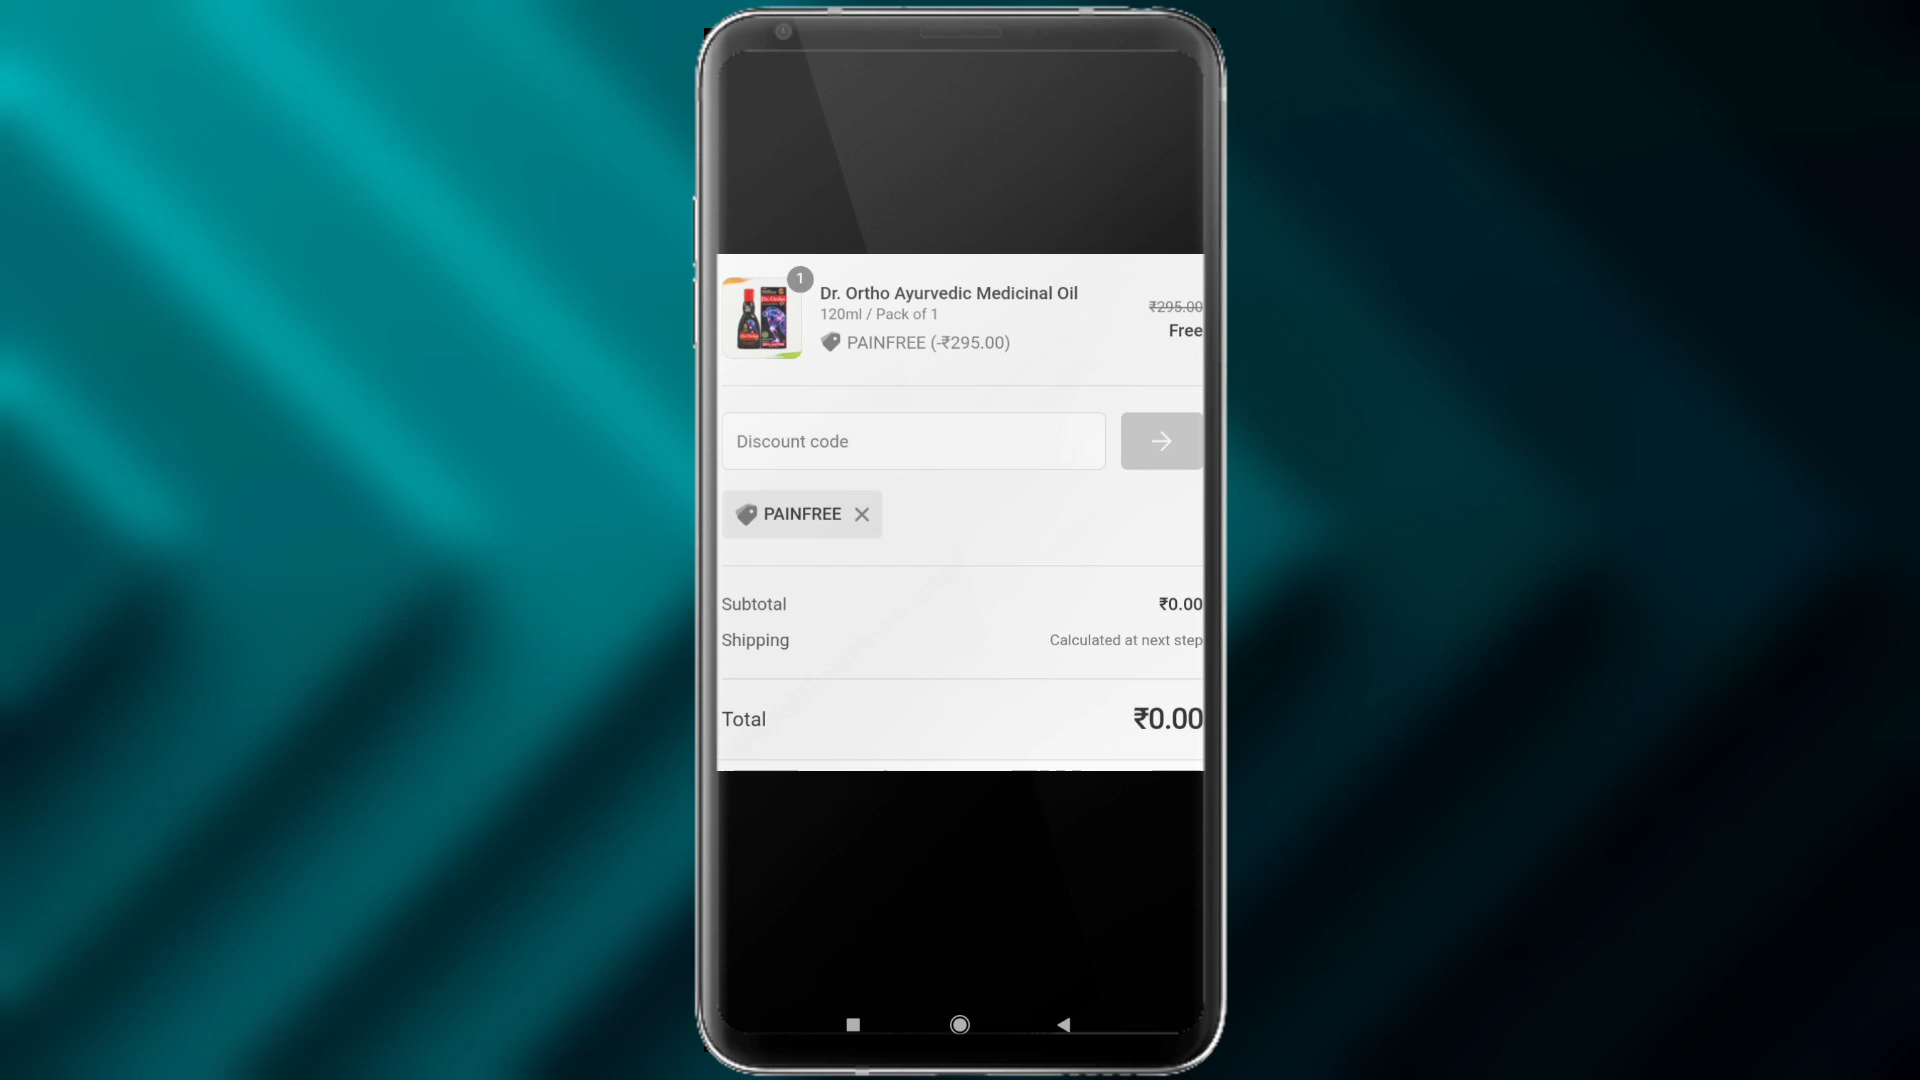 1
Dr. Ortho Ayurvedic Medicinal Oil
120ml / Pack of 1
₹295.00
Free
PAINFREE (-₹295.00)
Discount code
PAINFREE
Subtotal ₹0.00
Shipping Calculated at next step
Total ₹0.00